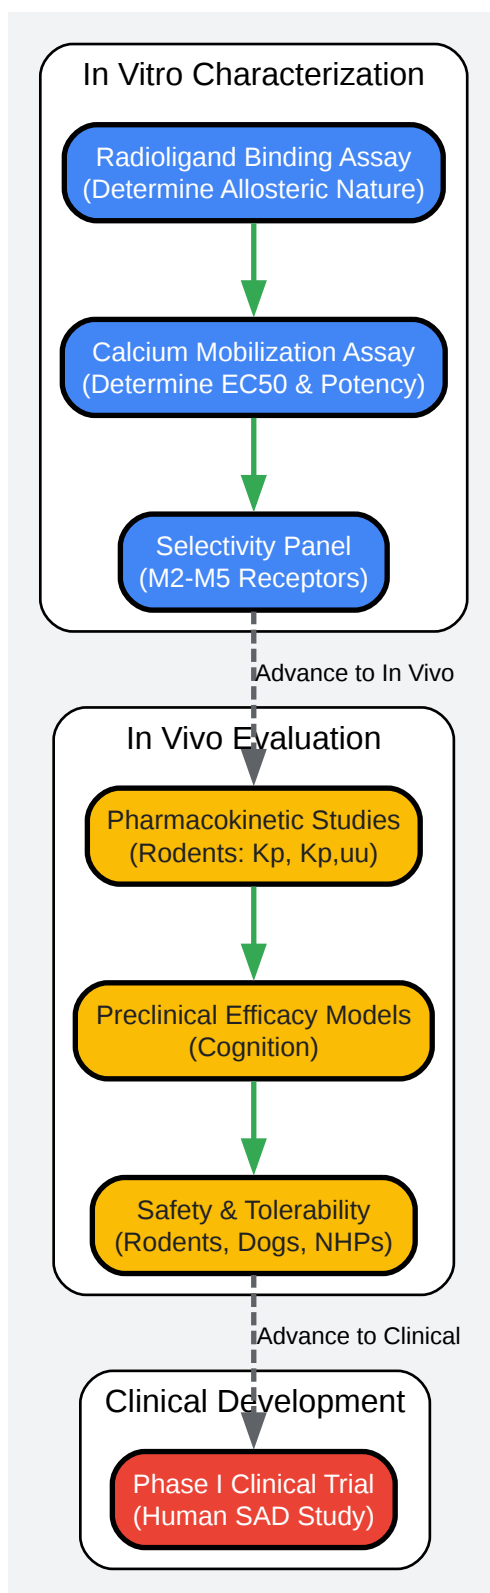 In Vitro Characterization
Radioligand Binding Assay
(Determine Allosteric Nature)
Calcium Mobilization Assay
(Determine EC50 & Potency)
Selectivity Panel
(M2-M5 Receptors)
Advance to In Vivo
In Vivo Evaluation
Pharmacokinetic Studies
(Rodents: Kp, Kp,uu)
Preclinical Efficacy Models
(Cognition)
Safety & Tolerability
(Rodents, Dogs, NHPs)
Advance to Clinical
Clinical Development
Phase I Clinical Trial
(Human SAD Study)